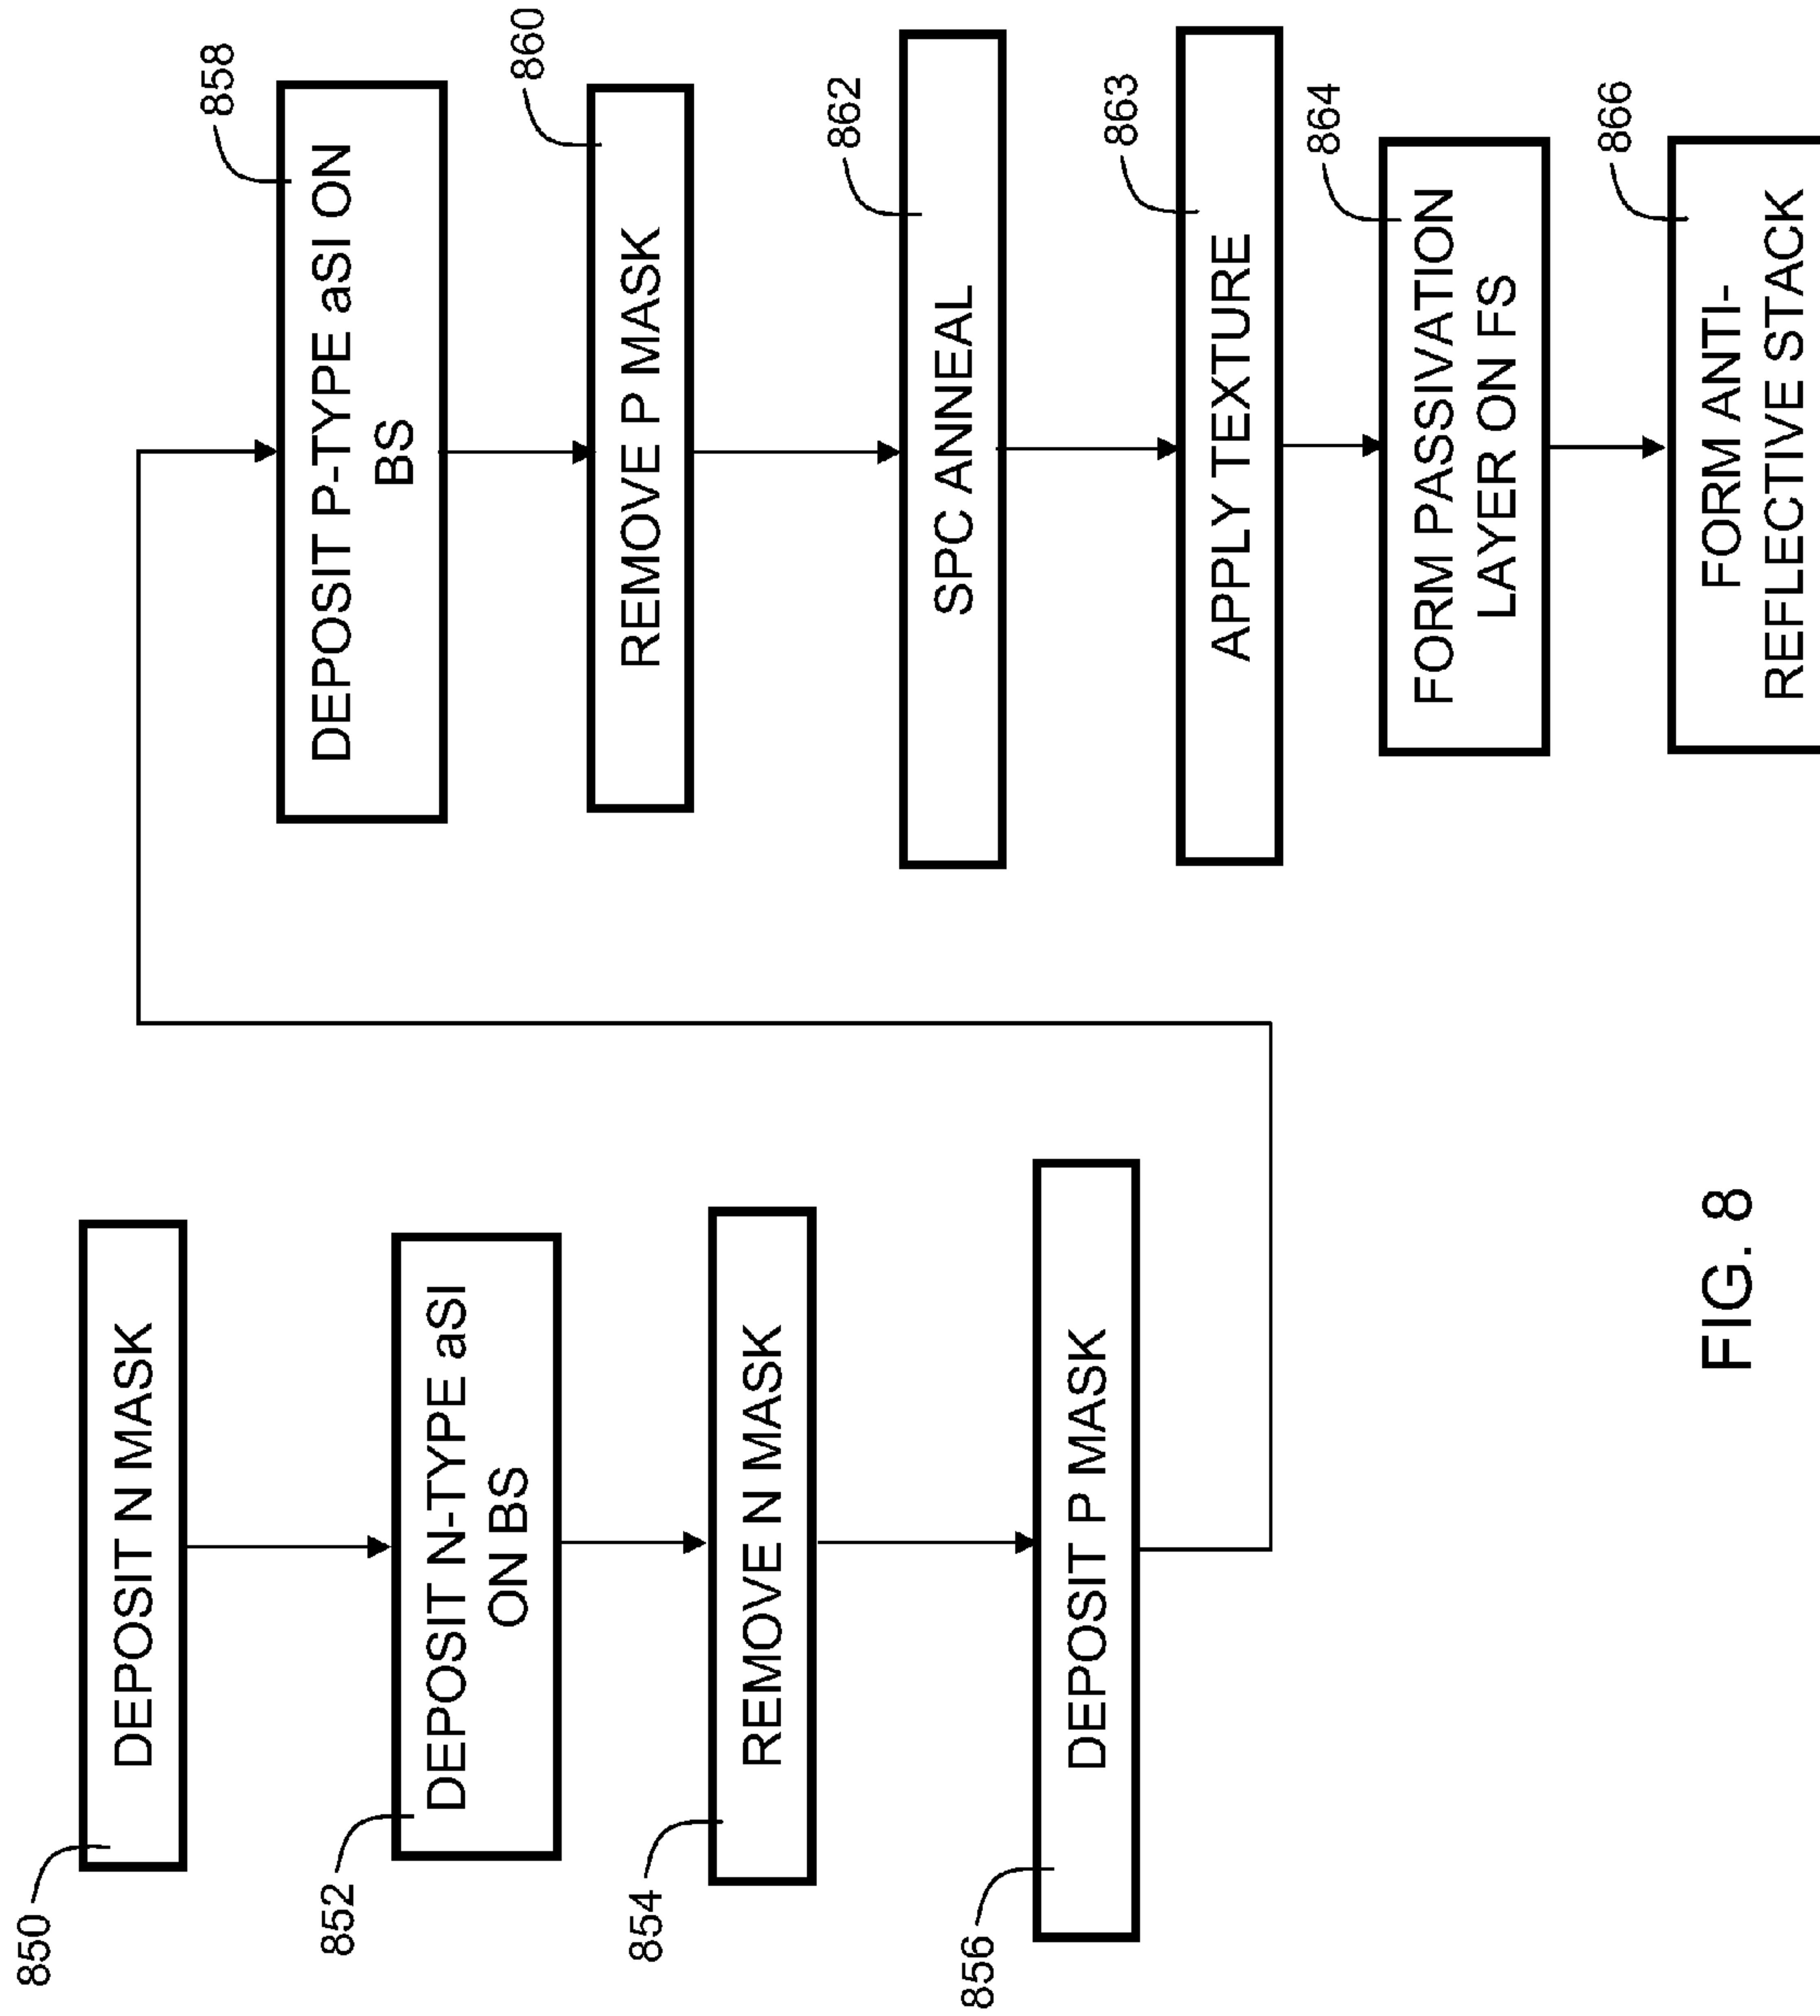 850
DEPOSIT N MASK
852
DEPOSIT N-TYPE aSI
ON BS
854
REMOVE N MASK
856
DEPOSIT P MASK
858
DEPOSIT P-TYPE aSI ON
BS
860
REMOVE P MASK
862
SPC ANNEAL
863
APPLY TEXTURE
864
FORM PASSIVATION
LAYER ON FS
866
FORM ANTI-
REFLECTIVE STACK
FIG. 8